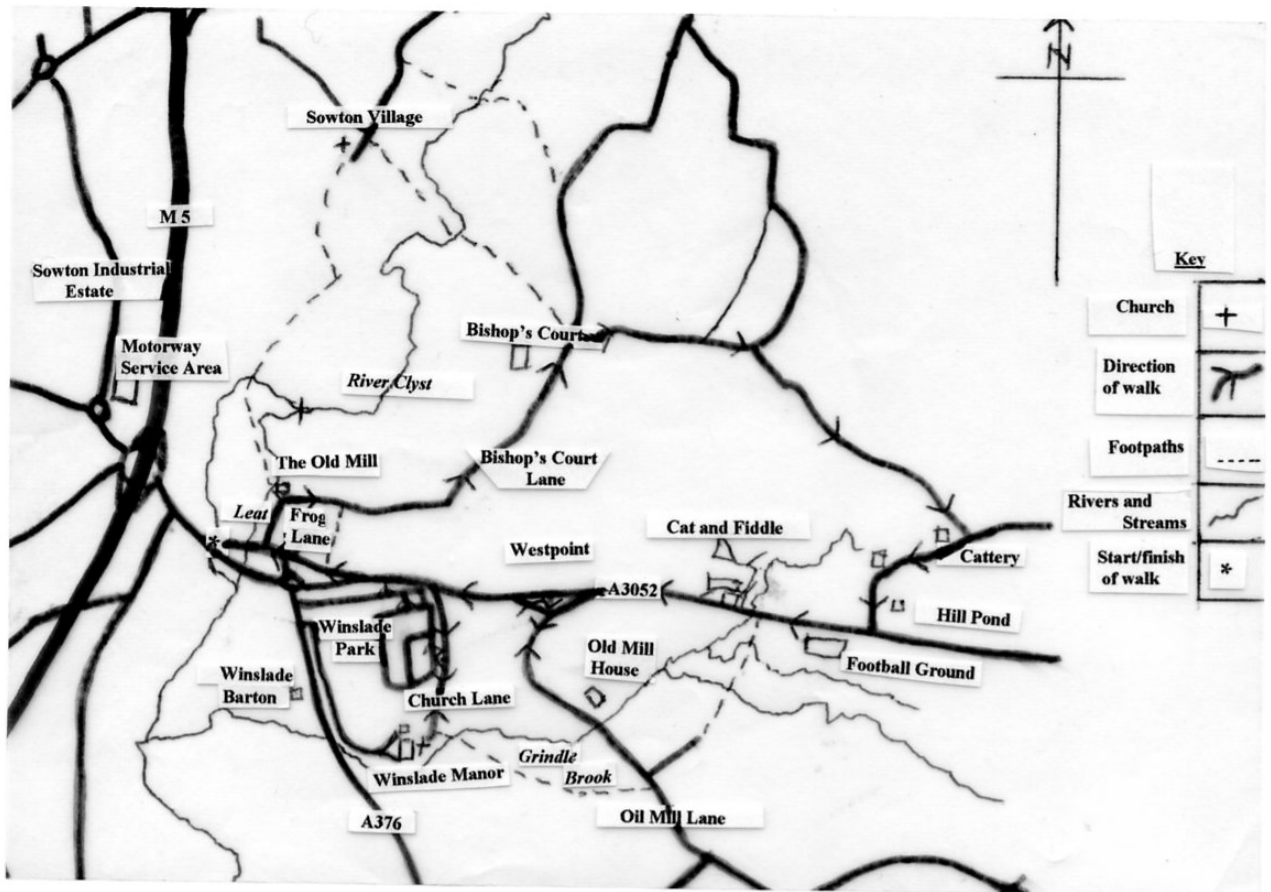 N
Sowton Village
M 5
Sowton Industrial
Estate
Key
Church
+
Motorway
Service Area
Bishop's Court
River Clyst
Direction
of walk
Footpaths
The Old Mill
Bishop's Court
Lane
Rivers and
Streams
Leat
Frog
Lane
Cat and Fiddle
*
Westpoint
Cattery
Start/finish
of walk
*
A3052
Hill Pond
Winslade
Park
Old Mill
House
Football Ground
Winslade
Barton
Church Lane
Grindle
Brook
Winslade Manor
A376
Oil Mill Lane